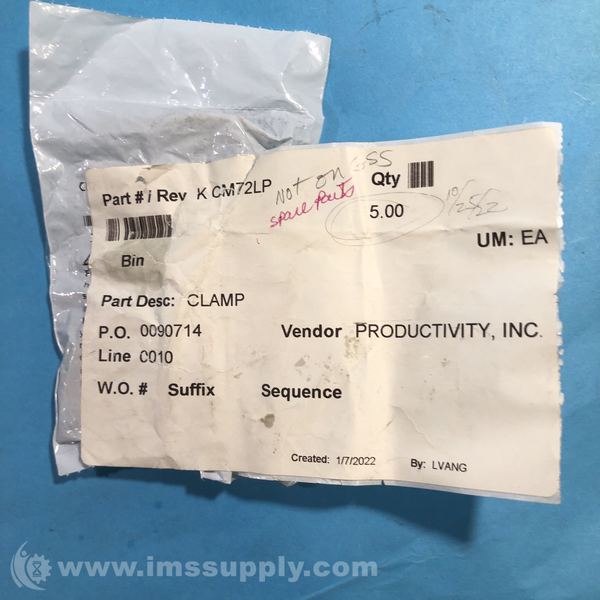 Not on GSS
Part # / Rev K CM72LP
spare parts
Qty
5.00
10/25/22
UM: EA
Bin
Part Desc: CLAMP
P.O. 0090714
Vendor PRODUCTIVITY, INC.
Line 0010
W.O. # Suffix Sequence
Created: 1/7/2022 By: LVANG
www.imssupply.com